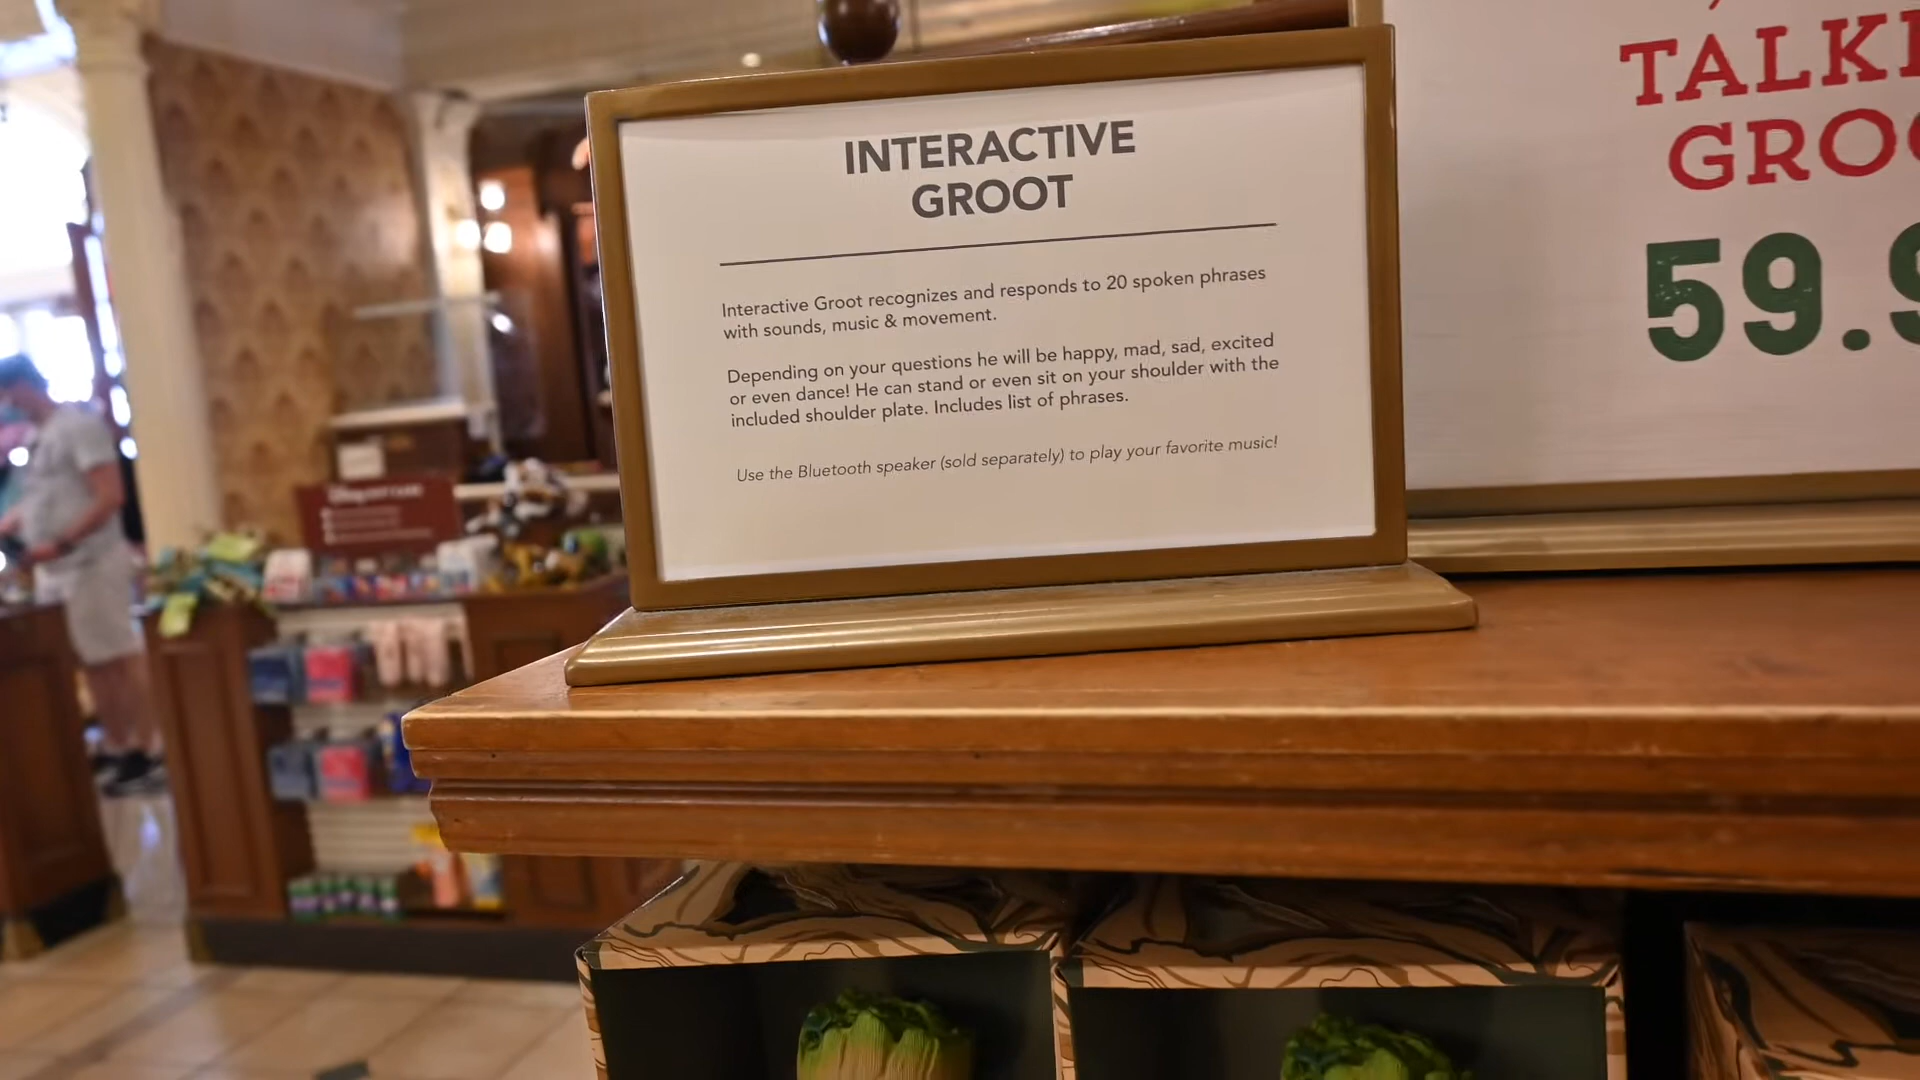 INTERACTIVE
GROOT
Interactive Groot recognizes and responds to 20 spoken phrases
with sounds, music & movement.
Depending on your questions he will be happy, mad, sad, excited
or even dance! He can stand or even sit on your shoulder with the
included shoulder plate. Includes list of phrases.
Use the Bluetooth speaker (sold separately) to play your favorite music!
59.9